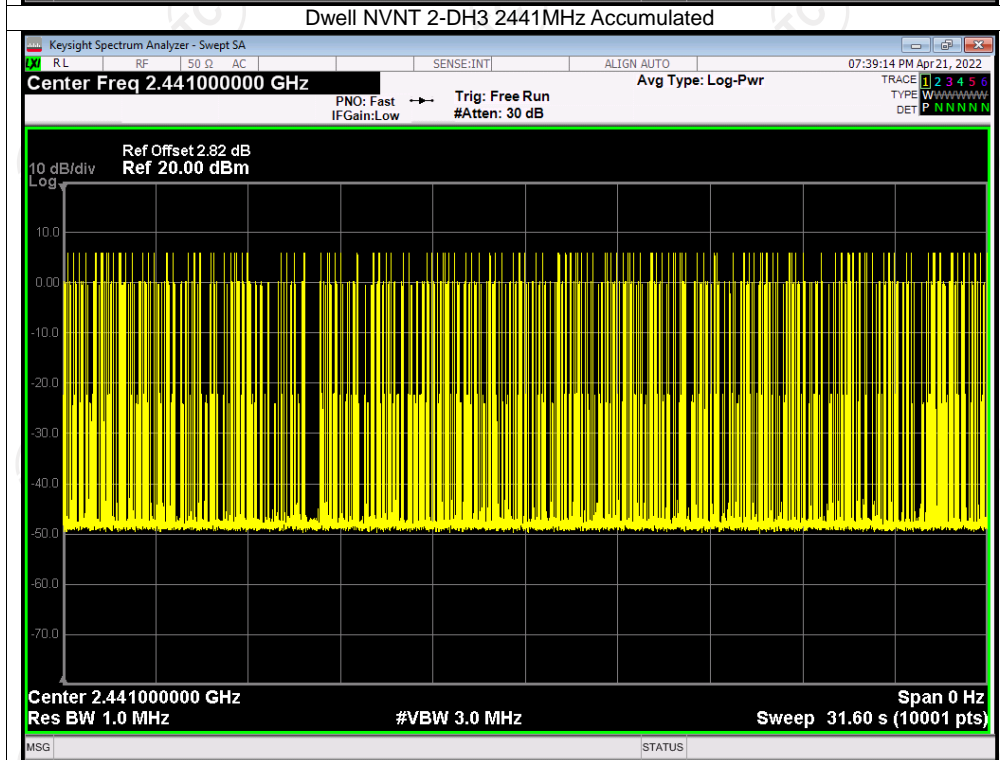 Dwell NVNT 2-DH3 2441MHz Accumulated
Keysight Spectrum Analyzer - Swept SA
LXI RL RF 50 Ω AC SENSE:INT ALIGN AUTO 07:39:14 PM Apr 21, 2022
Center Freq 2.441000000 GHz Avg Type: Log-Pwr TRACE 1 2 3 4 5 6
PNO: Fast Trig: Free Run TYPE WWWWWW
IFGain:Low #Atten: 30 dB DET P N N N N N
Ref Offset 2.82 dB
10 dB/div Ref 20.00 dBm
Log
10.0
0.00
-10.0
-20.0
-30.0
-40.0
-50.0
-60.0
-70.0
Center 2.441000000 GHz Span 0 Hz
Res BW 1.0 MHz #VBW 3.0 MHz Sweep 31.60 s (10001 pts)
MSG STATUS